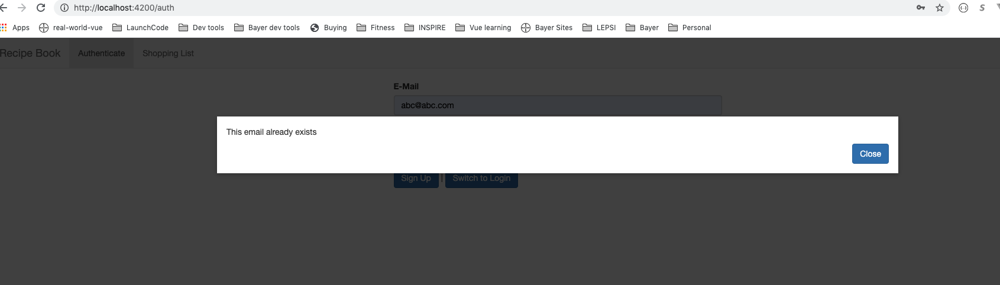 http://localhost:4200/auth
Apps real-world-vue LaunchCode Dev tools Bayer dev tools Buying Fitness INSPIRE Vue learning Bayer Sites LEPSI Bayer Personal
Recipe Book Authenticate Shopping List
E-Mail
abc@abc.com
This email already exists
Close
Sign Up | Switch to Login